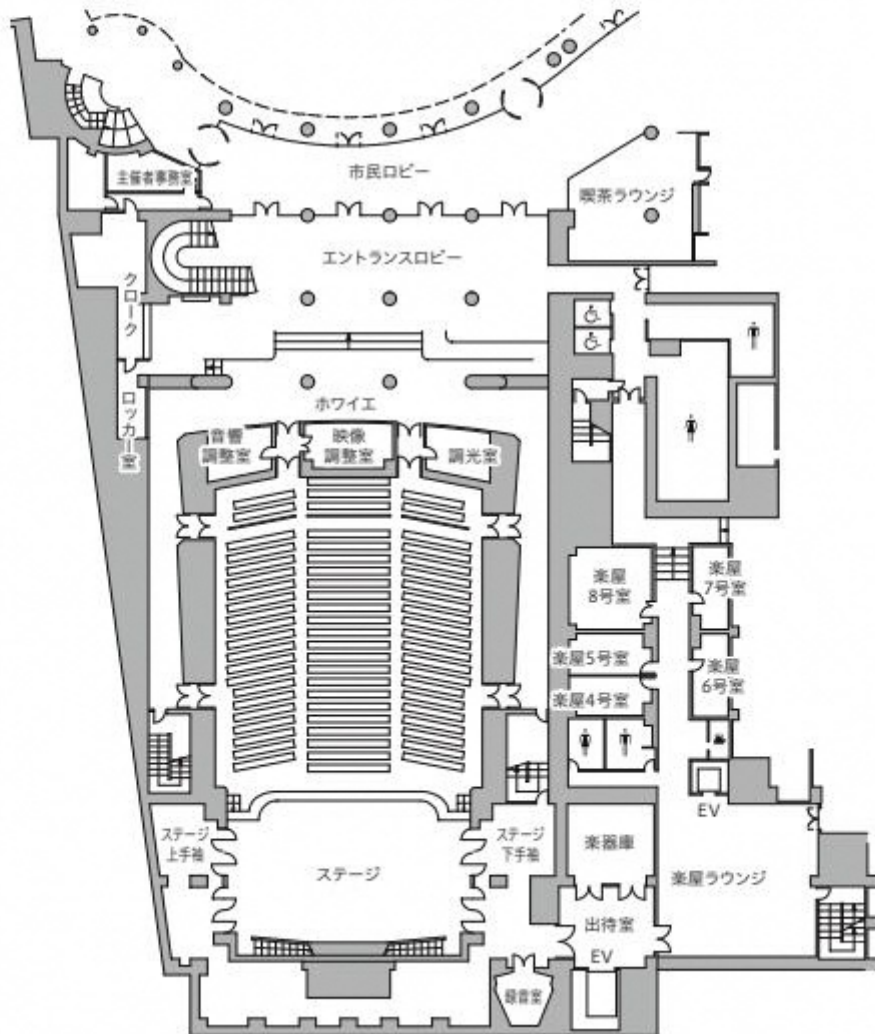 主催者事務室
市民ロビー
喫茶ラウンジ
エントランスロビー
クローク
ロッカー室
ホワイエ
音響
調整室
映像
調整室
調光室
楽屋
8号室
楽屋
7号室
楽屋5号室
楽屋4号室
楽屋
6号室
EV
ステージ
上手袖
ステージ
ステージ
下手袖
楽器庫
楽屋ラウンジ
出待室
EV
録音室